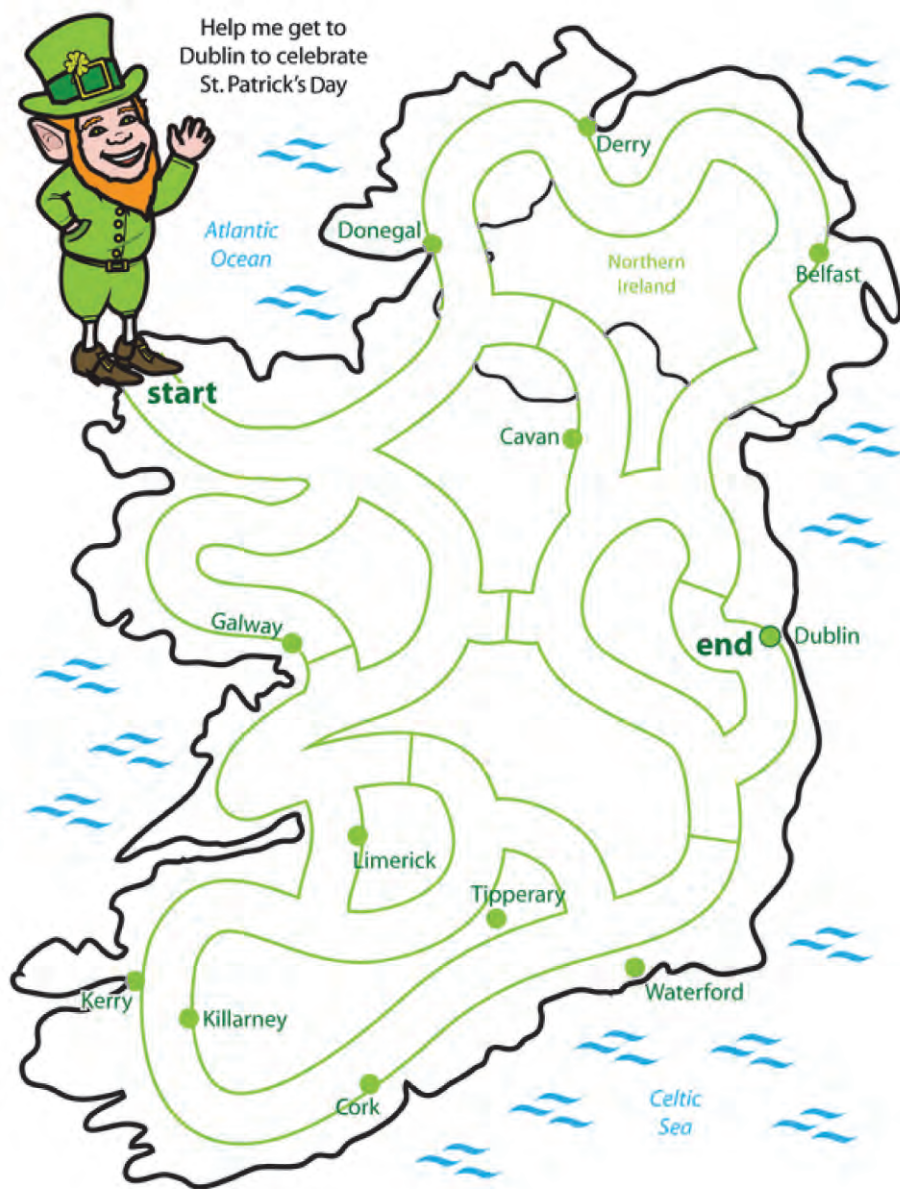 Help me get to
Dublin to celebrate
St. Patrick's Day
Derry
Atlantic
Ocean
Donegal
Northern
Ireland
Belfast
start
Cavan
Galway
end
Dublin
Limerick
Tipperary
Kerry
Killarney
Waterford
Cork
Celtic
Sea